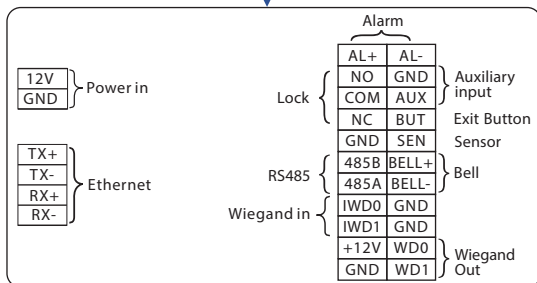 Alarm
AL+ AL-
NO GND
COM AUX
NC BUT
GND SEN
485B BELL+
485A BELL-
IWD0 GND
IWD1 GND
+12V WD0
GND WD1
Lock
RS485
Wiegand in
Auxiliary
input
Exit Button
Sensor
Bell
Wiegand
Out
12V
GND
Power in
TX+
TX-
RX+
RX-
Ethernet